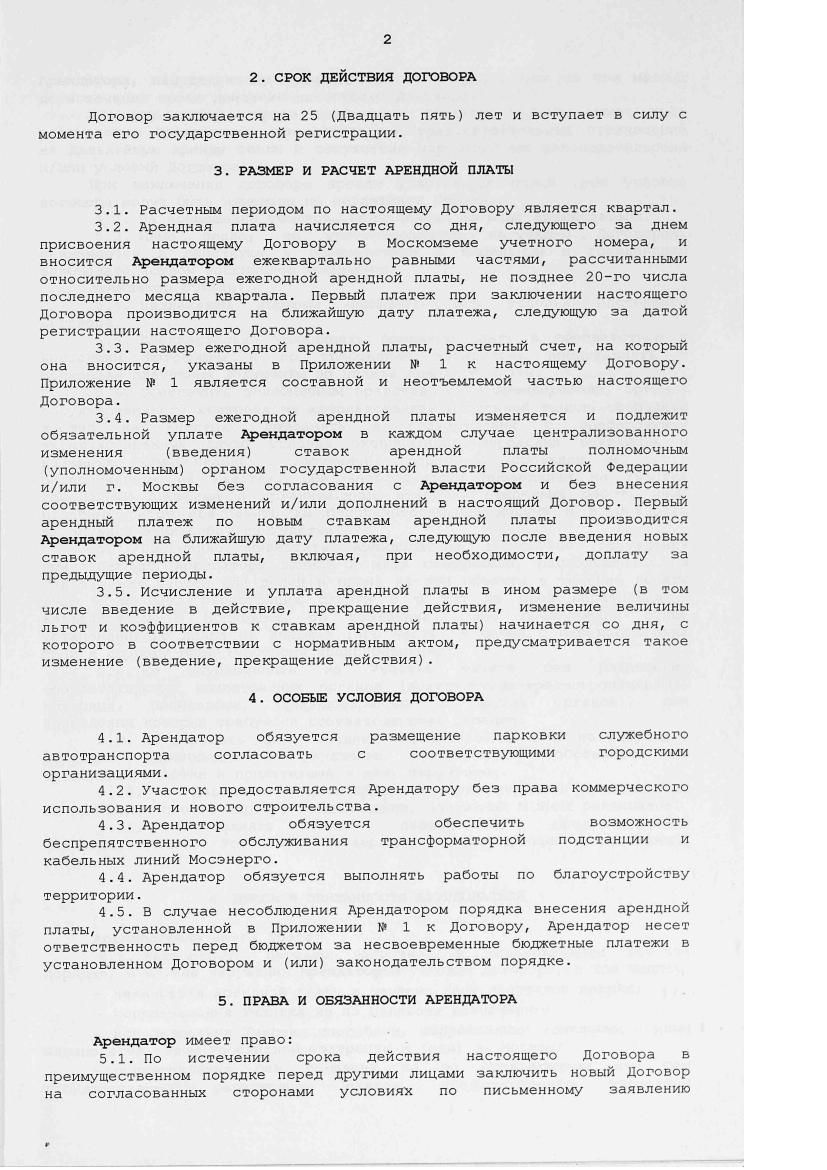 2
2. СРОК ДЕЙСТВИЯ ДОГОВОРА
Договор заключается на 25 (Двадцать пять) лет и вступает в силу с
момента его государственной регистрации.
3. РАЗМЕР И РАСЧЕТ АРЕНДНОЙ ПЛАТЫ
3.1. Расчетным периодом по настоящему Договору является квартал.
3.2. Арендная плата начисляется со дня, следующего за днем
присвоения настоящему Договору в Москомземе учетного номера, и
вносится Арендатором ежеквартально равными частями, рассчитанными
относительно размера ежегодной арендной платы, не позднее 20-го числа
последнего месяца квартала. Первый платеж при заключении настоящего
Договора производится на ближайшую дату платежа, следующую за датой
регистрации настоящего Договора.
3.3. Размер ежегодной арендной платы, расчетный счет, на который
она вносится, указаны в Приложении № 1 к настоящему Договору.
Приложение № 1 является составной и неотъемлемой частью настоящего
Договора.
3.4. Размер ежегодной арендной платы изменяется и подлежит
обязательной уплате Арендатором в каждом случае централизованного
изменения (введения) ставок арендной платы полномочным
(уполномоченным) органом государственной власти Российской Федерации
и/или г. Москвы без согласования с Арендатором и без внесения
соответствующих изменений и/или дополнений в настоящий Договор. Первый
арендный платеж по новым ставкам арендной платы производится
Арендатором на ближайшую дату платежа, следующую после введения новых
ставок арендной платы, включая, при необходимости, доплату за
предыдущие периоды.
3.5. Исчисление и уплата арендной платы в ином размере (в том
числе введение в действие, прекращение действия, изменение величины
льгот и коэффициентов к ставкам арендной платы) начинается со дня, с
которого в соответствии с нормативным актом, предусматривается такое
изменение (введение, прекращение действия).
4. ОСОБЫЕ УСЛОВИЯ ДОГОВОРА
4.1. Арендатор обязуется размещение парковки служебного
автотранспорта согласовать с соответствующими городскими
организациями.
4.2. Участок предоставляется Арендатору без права коммерческого
использования и нового строительства.
4.3. Арендатор обязуется обеспечить возможность
беспрепятственного обслуживания трансформаторной подстанции и
кабельных линий Мосэнерго.
4.4. Арендатор обязуется выполнять работы по благоустройству
территории.
4.5. В случае несоблюдения Арендатором порядка внесения арендной
платы, установленной в Приложении № 1 к Договору, Арендатор несет
ответственность перед бюджетом за несвоевременные бюджетные платежи в
установленном Договором и (или) законодательством порядке.
5. ПРАВА И ОБЯЗАННОСТИ АРЕНДАТОРА
Арендатор имеет право:
5.1. По истечении срока действия настоящего Договора в
преимущественном порядке перед другими лицами заключить новый Договор
на согласованных сторонами условиях по письменному заявлению